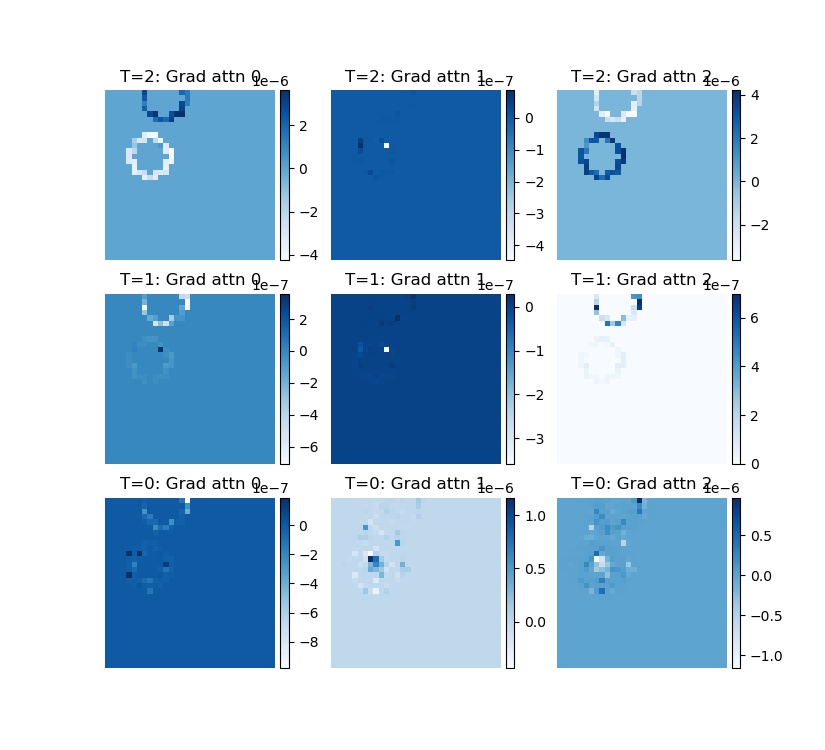 T=2: Grad attn 0
1e−6
T=2: Grad attn 1
1e−7
T=2: Grad attn 2
1e−6
2
0
−2
−4
0
−1
−2
−3
−4
4
2
0
−2
T=1: Grad attn 0
1e−7
T=1: Grad attn 1
1e−7
T=1: Grad attn 2
1e−7
2
0
−2
−4
−6
0
−1
−2
−3
6
4
2
0
T=0: Grad attn 0
1e−7
T=0: Grad attn 1
1e−6
T=0: Grad attn 2
1e−6
0
−2
−4
−6
−8
1.0
0.5
0.0
0.5
0.0
−0.5
−1.0